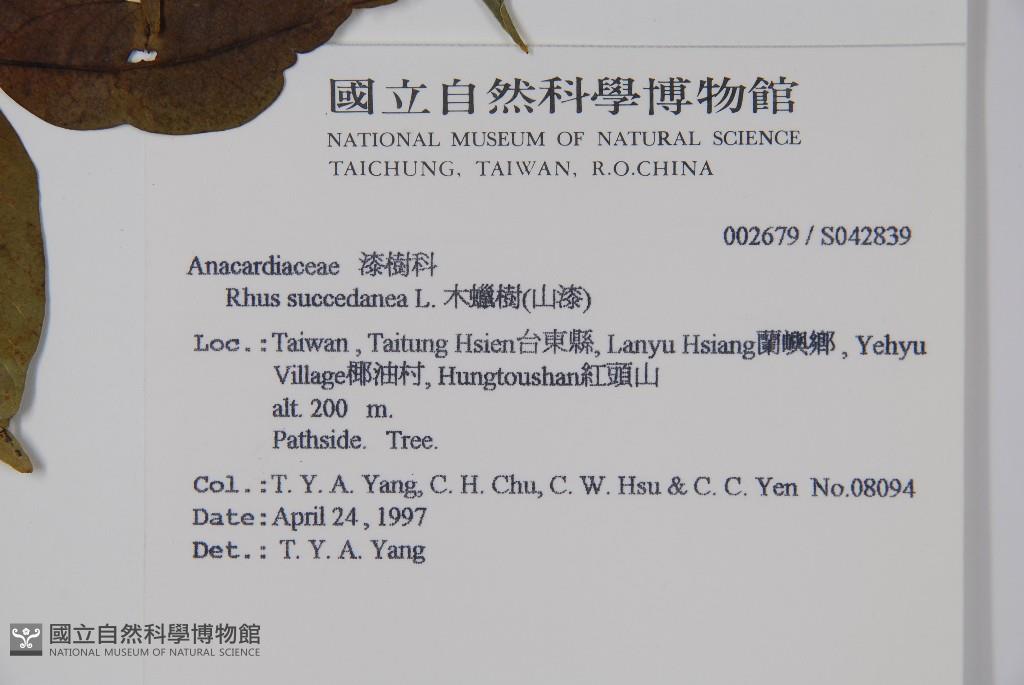 國立自然科學博物館
NATIONAL MUSEUM OF NATURAL SCIENCE
TAICHUNG, TAIWAN, R.O.CHINA
002679 / S042839
Anacardiaceae 漆樹科
Rhus succedanea L. 木蠟樹(山漆)
Loc.:Taiwan , Taitung Hsien台東縣, Lanyu Hsiang蘭嶼鄉 , Yehyu
Village椰油村, Hungtoushan紅頭山
alt. 200 m.
Pathside. Tree.
Col.:T. Y. A. Yang, C. H. Chu, C. W. Hsu & C. C. Yen No.08094
Date:April 24 , 1997
Det.: T. Y. A. Yang
國立自然科學博物館
NATIONAL MUSEUM OF NATURAL SCIENCE